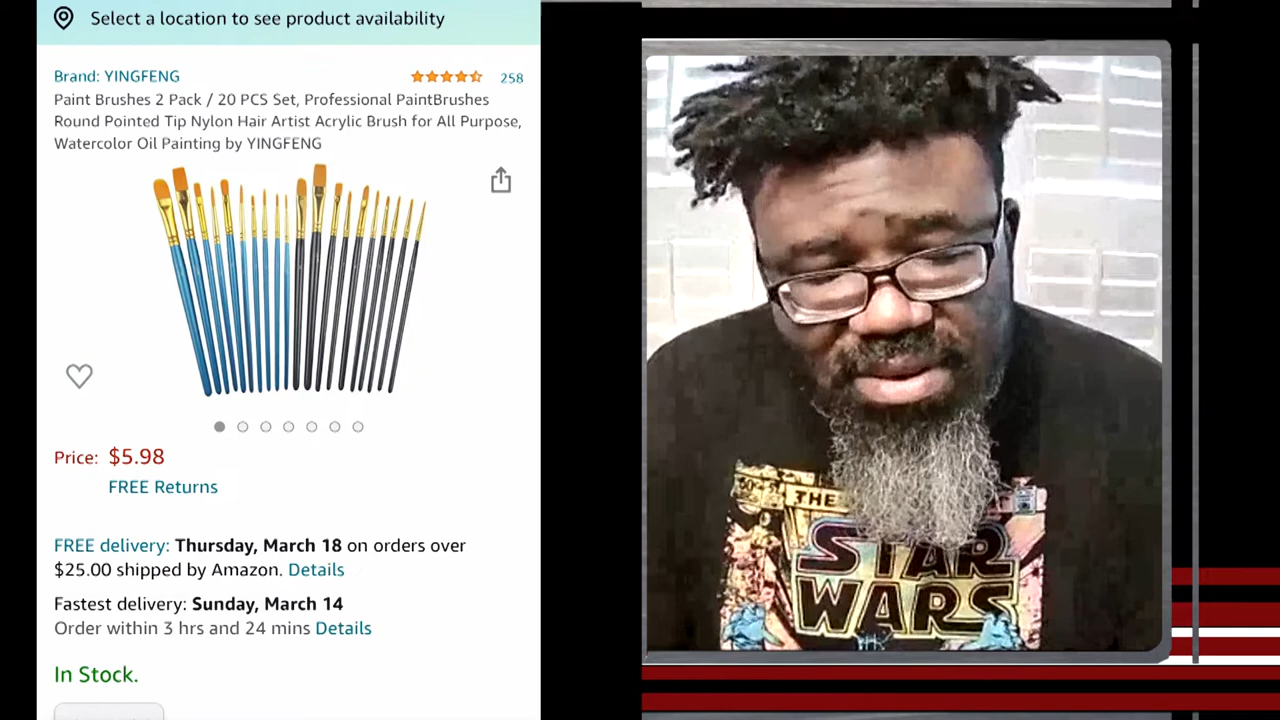 Select a location to see product availability
Brand: YINGFENG
258
Paint Brushes 2 Pack / 20 PCS Set, Professional PaintBrushes
Round Pointed Tip Nylon Hair Artist Acrylic Brush for All Purpose,
Watercolor Oil Painting by YINGFENG
Price: $5.98
FREE Returns
FREE delivery: Thursday, March 18 on orders over
$25.00 shipped by Amazon. Details
Fastest delivery: Sunday, March 14
Order within 3 hrs and 24 mins Details
In Stock.
THE
STAR
WARS